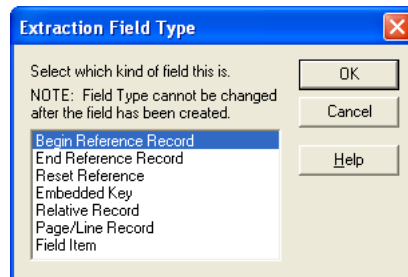 Extraction Field Type
Select which kind of field this is.
NOTE: Field Type cannot be changed
after the field has been created.
OK
Cancel
Help
Begin Reference Record
End Reference Record
Reset Reference
Embedded Key
Relative Record
Page/Line Record
Field Item